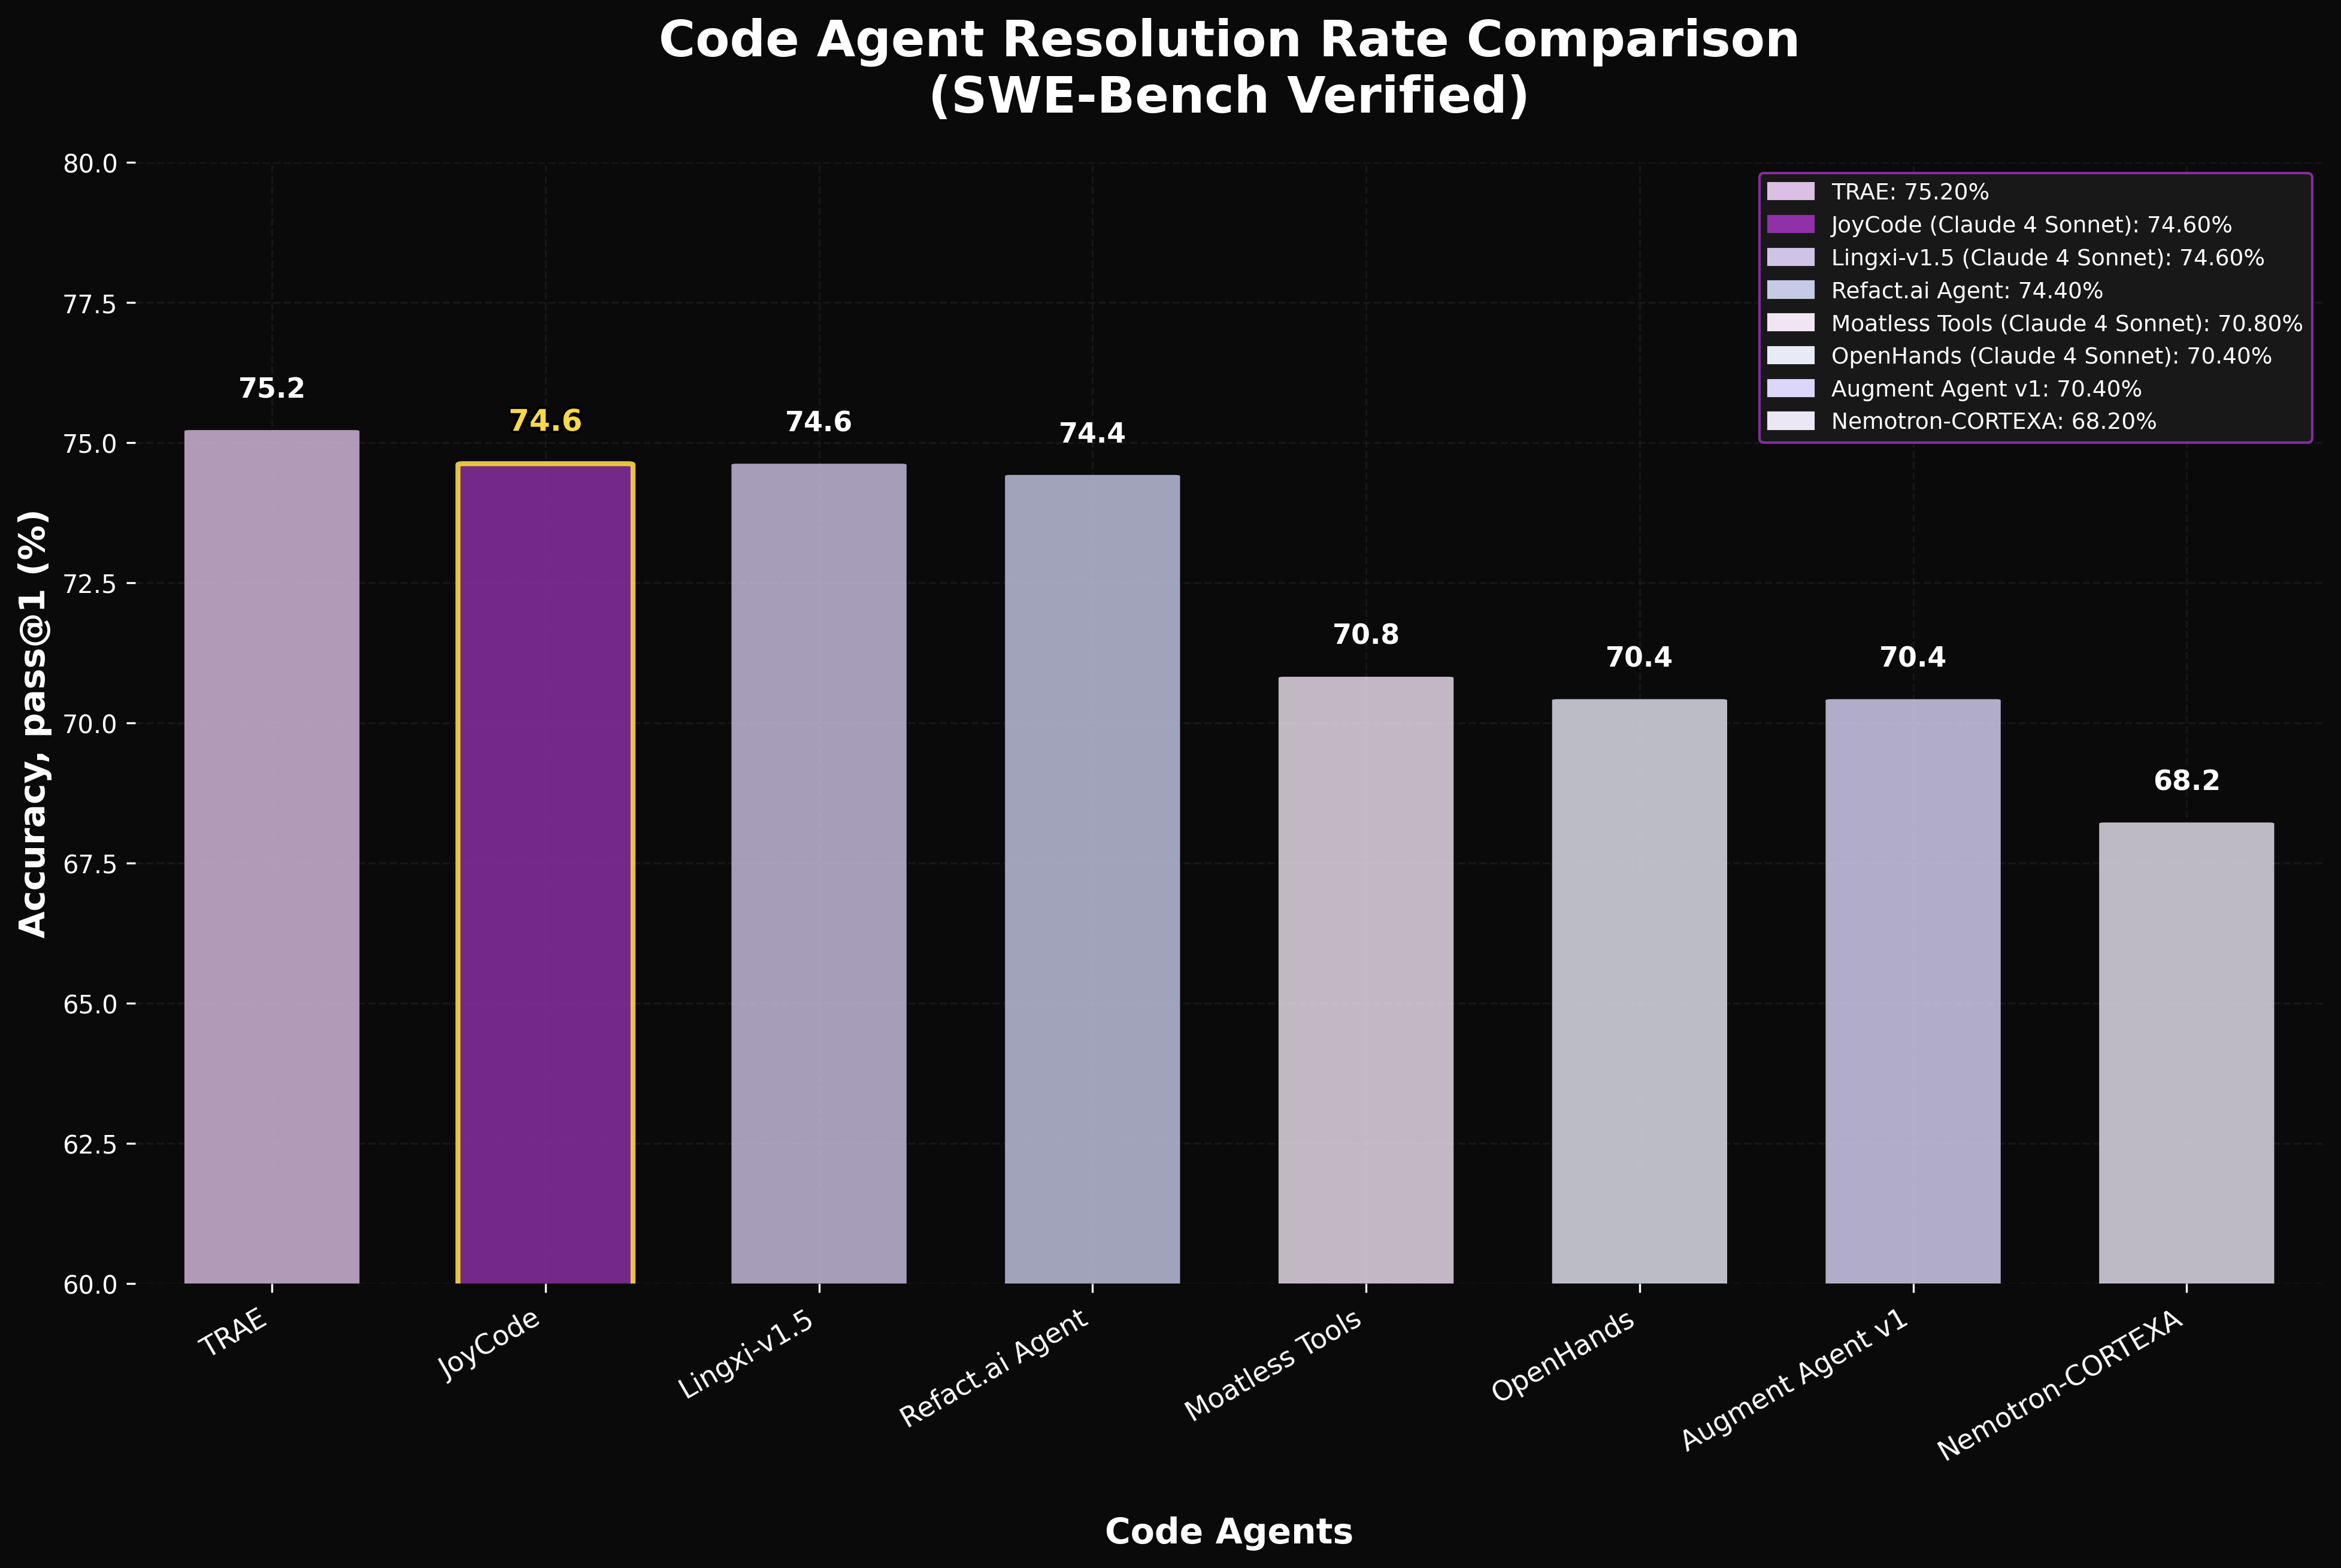 Code Agent Resolution Rate Comparison
(SWE-Bench Verified)
Accuracy, pass@1 (%)
80.0
77.5
75.0
72.5
70.0
67.5
65.0
62.5
60.0
75.2
74.6
74.6
74.4
70.8
70.4
70.4
68.2
TRAE: 75.20%
JoyCode (Claude 4 Sonnet): 74.60%
Lingxi-v1.5 (Claude 4 Sonnet): 74.60%
Refact.ai Agent: 74.40%
Moatless Tools (Claude 4 Sonnet): 70.80%
OpenHands (Claude 4 Sonnet): 70.40%
Augment Agent v1: 70.40%
Nemotron-CORTEXA: 68.20%
TRAE
JoyCode
Lingxi-v1.5
Refact.ai Agent
Moatless Tools
OpenHands
Augment Agent v1
Nemotron-CORTEXA
Code Agents